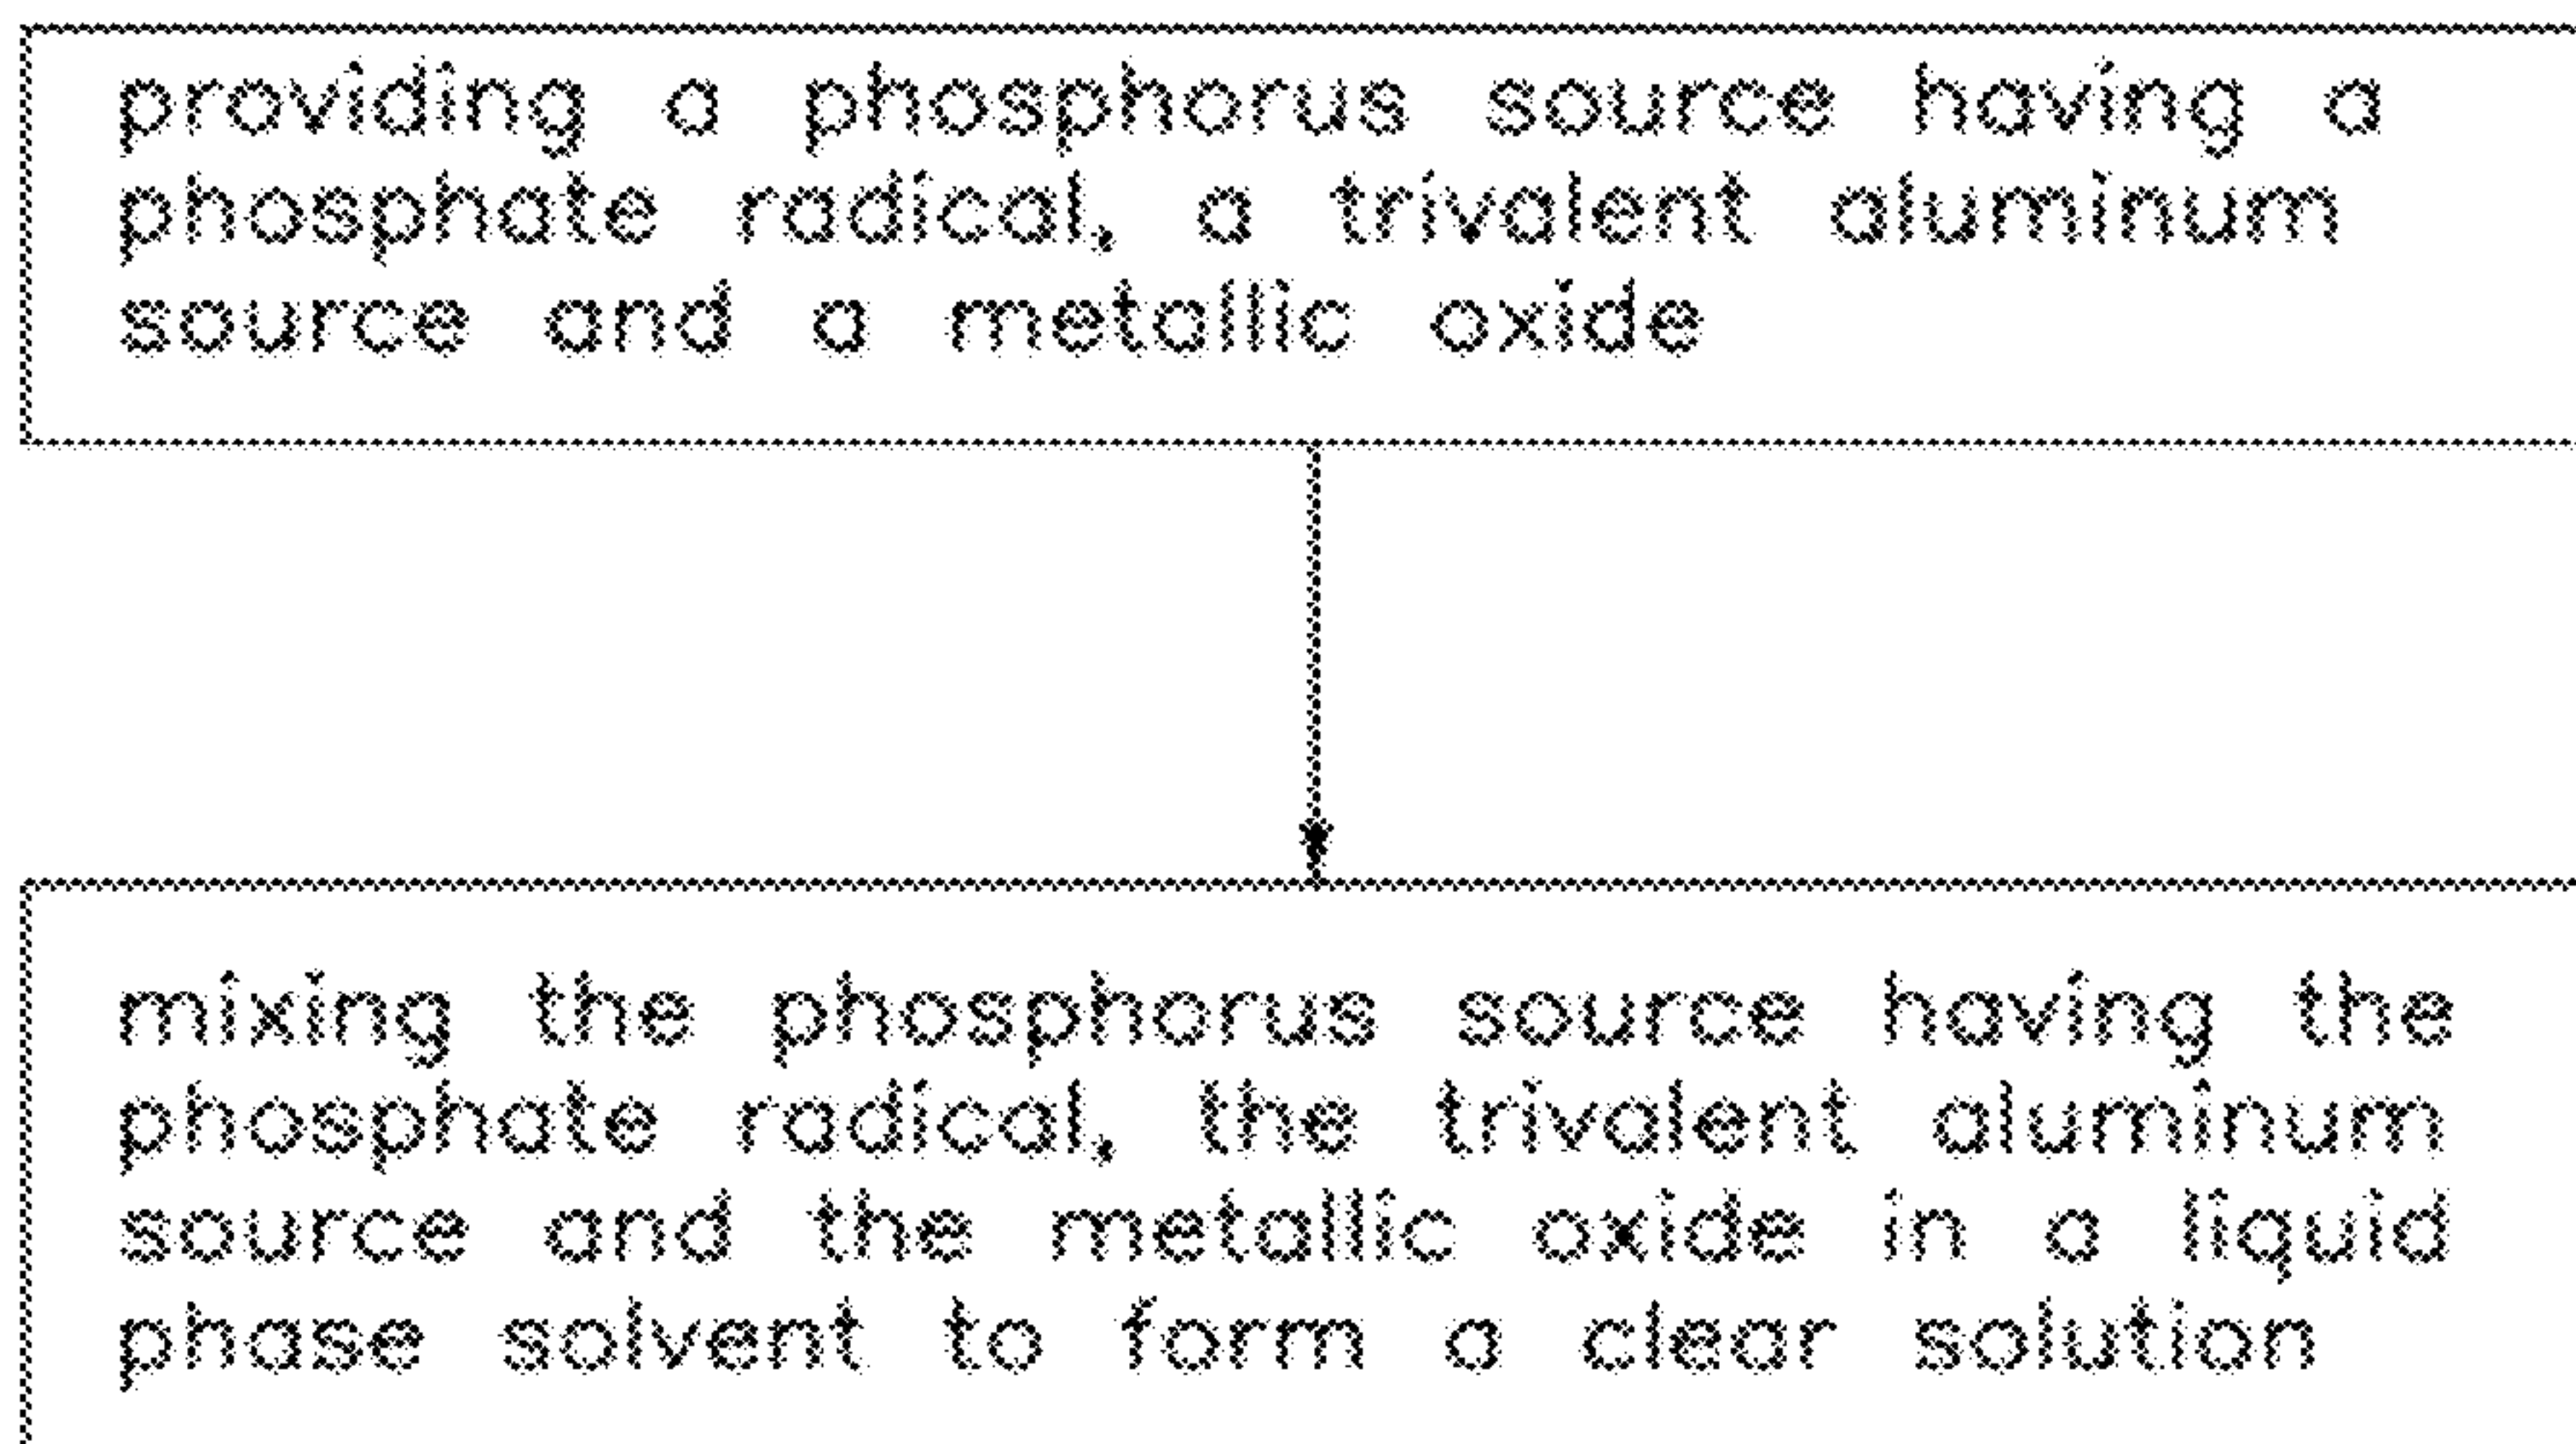 providing a phosphorus source having a
phosphate radical, a trivalent aluminum
source and a metallic oxide
mixing the phosphorus source having the
phosphate radical, the trivalent aluminum
source and the metallic oxide in a liquid
phase solvent to form a clear solution